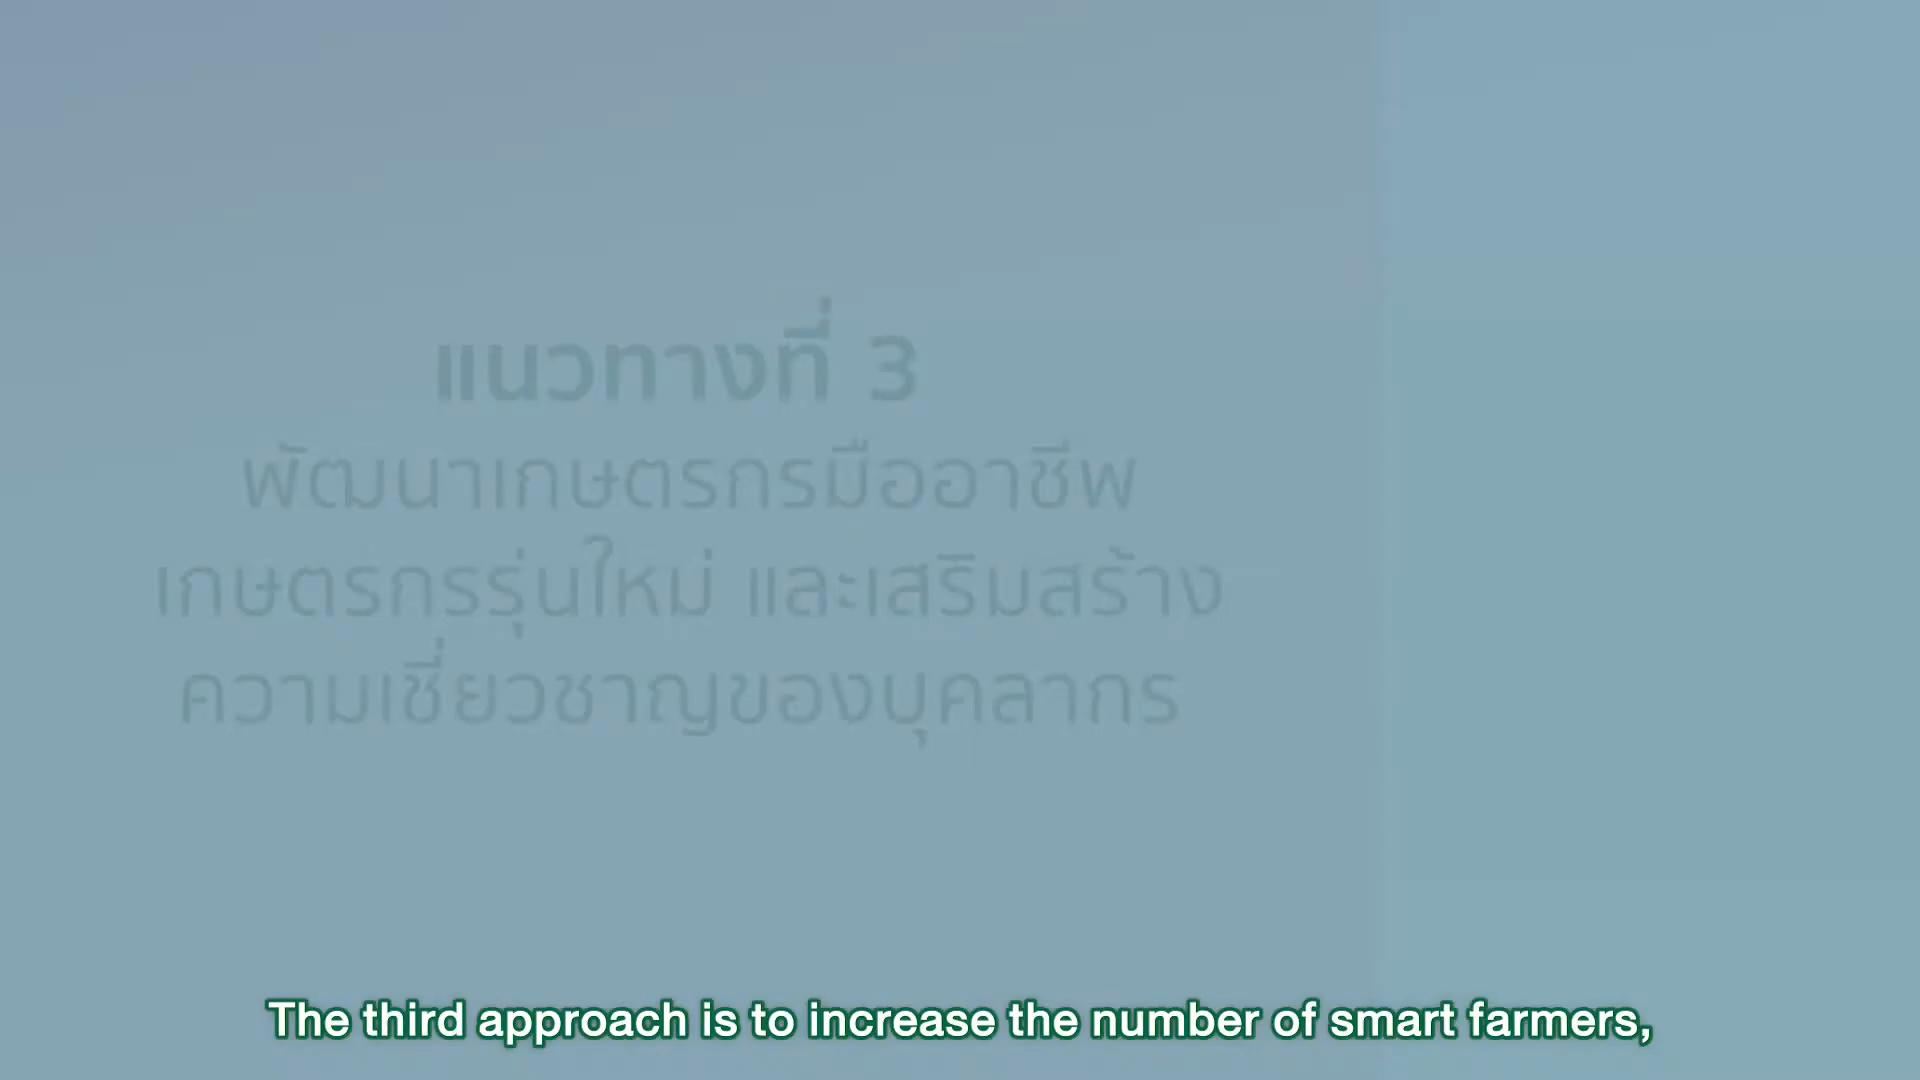 แนวทางที่ 3
พัฒนาเกษตรกรมืออาชีพ
เกษตรกรรุ่นใหม่ และเสริมสร้าง
ความเชี่ยวชาญของบุคลากร
The third approach is to increase the number of smart farmers,